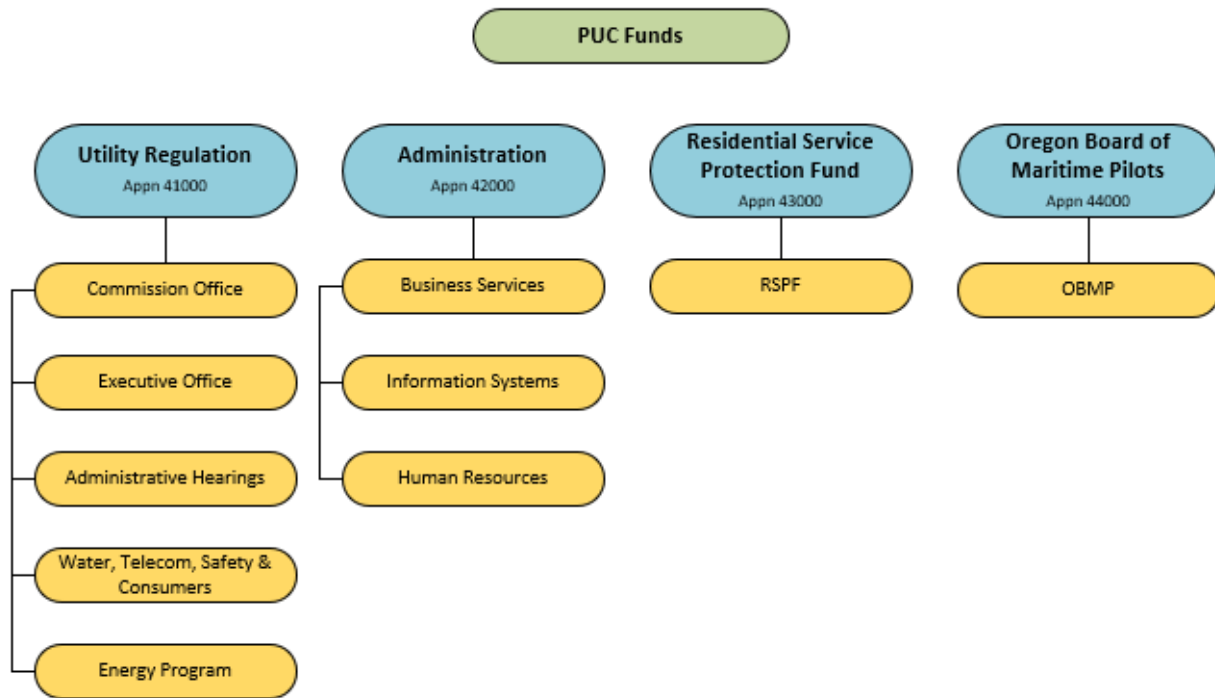 PUC Funds
Utility Regulation
Appn 41000
Administration
Appn 42000
Residential Service
Protection Fund
Appn 43000
Oregon Board of
Maritime Pilots
Appn 44000
Commission Office
Executive Office
Administrative Hearings
Water, Telecom, Safety &
Consumers
Energy Program
Business Services
Information Systems
Human Resources
RSPF
OBMP